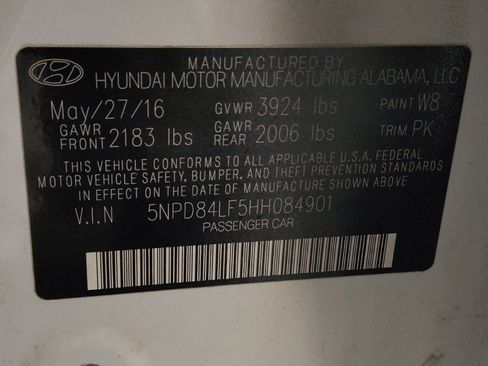 MANUFACTURED BY
HYUNDAI MOTOR MANUFACTURING ALABAMA, LLC
May/27/16 GVWR 3924 lbs PAINT W8
GAWR FRONT 2183 lbs GAWR REAR 2006 lbs TRIM PK
THIS VEHICLE CONFORMS TO ALL APPLICABLE U.S.A. FEDERAL
MOTOR VEHICLE SAFETY, BUMPER, AND THEFT PREVENTION STANDARDS
IN EFFECT ON THE DATE OF MANUFACTURE SHOWN ABOVE.
V.I.N 5NPD84LF5HH084901
PASSENGER CAR